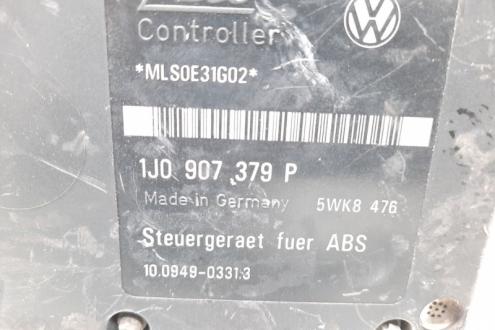 Controller
*MLS0E31G02*
1J0 907 379 P
Made in Germany 5WK8 476
Steuergeraet fuer ABS
10.0949-0331.3